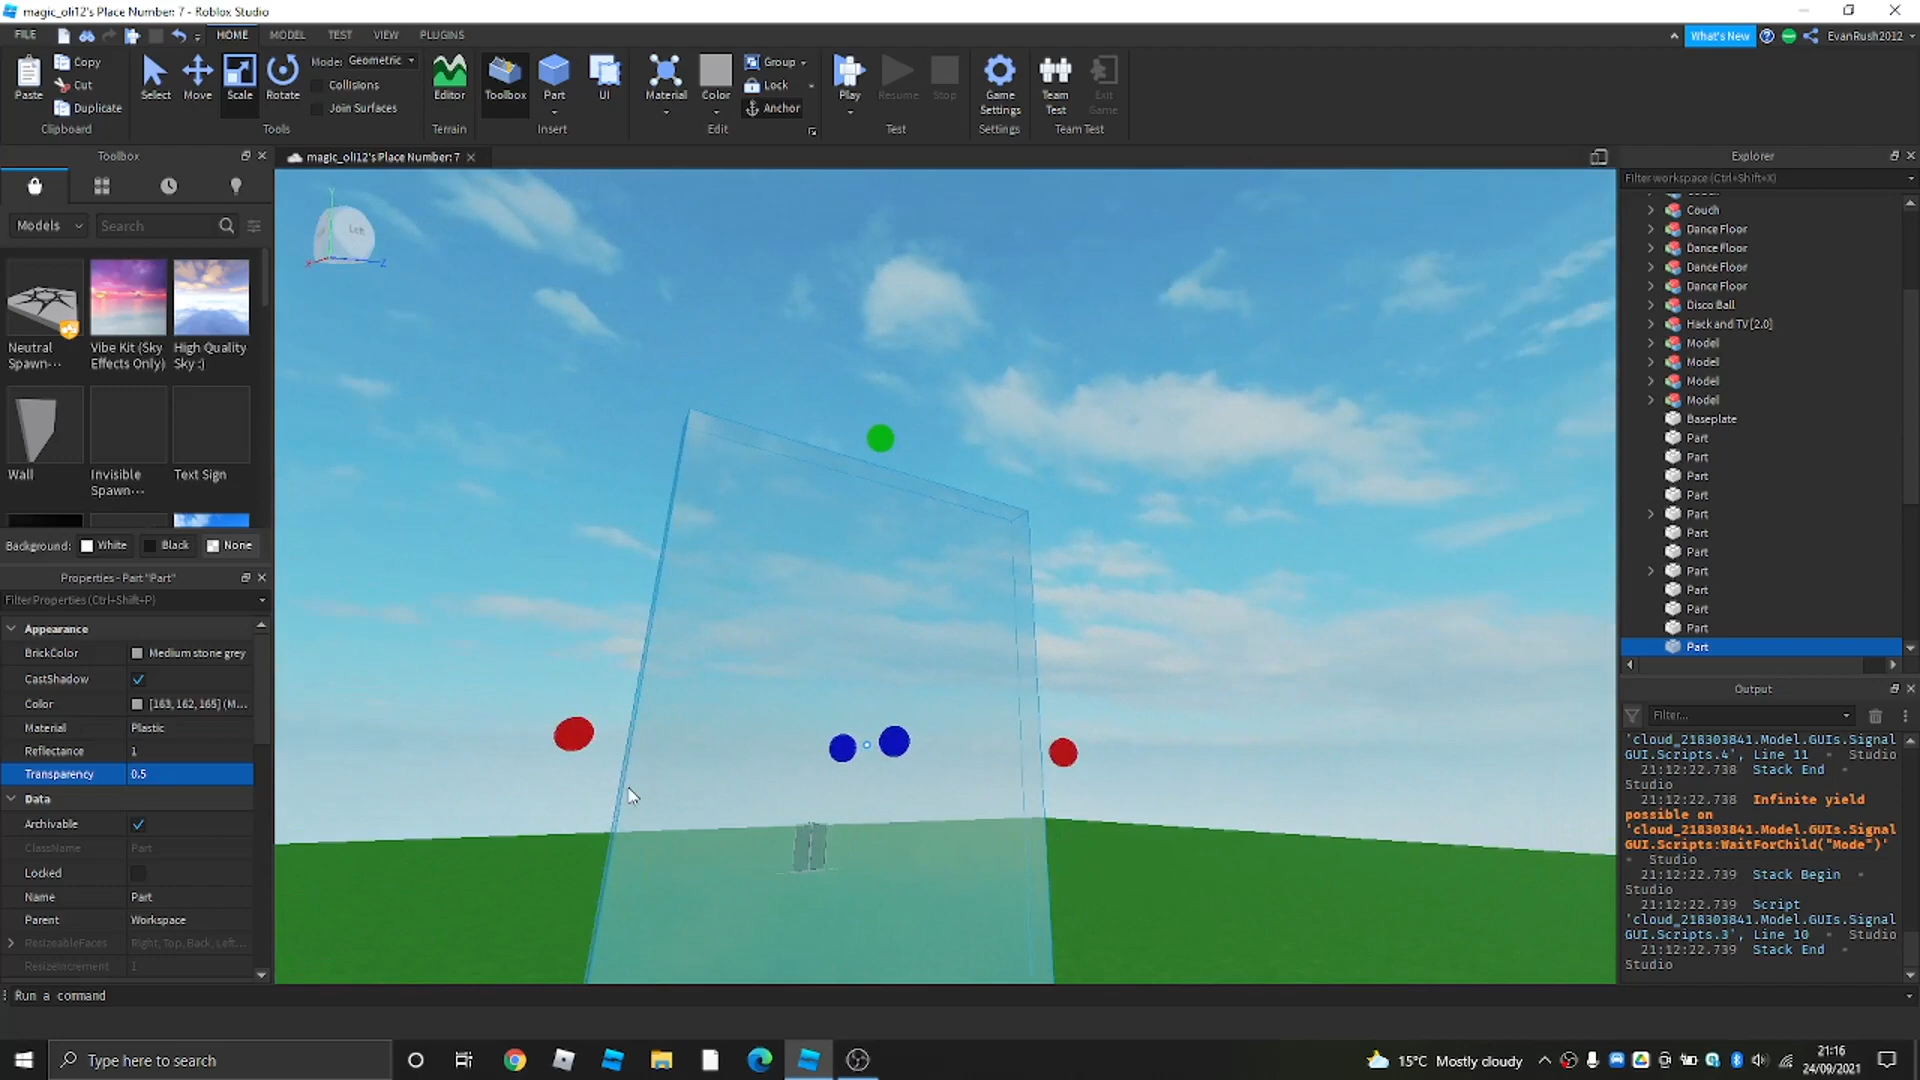 magic_oli12's Place Number: 7 - Roblox Studio
FILE
HOME
MODEL
TEST
VIEW
PLUGINS
What's New
EvanRush2012
Paste
Copy
Cut
Duplicate
Clipboard
Select
Move
Scale
Rotate
Mode: Geometric
Collisions
Join Surfaces
Tools
Editor
Terrain
Toolbox
Part
UI
Insert
Material
Color
Group
Lock
Anchor
Edit
Play
Resume
Stop
Test
Game
Settings
Settings
Team
Test
Exit
Game
Team Test
Toolbox
Models
Search
Neutral
Spawn...
Vibe Kit (Sky
Effects Only)
High Quality
Sky :)
Wall
Invisible
Spawn...
Text Sign
Background:
White
Black
None
Properties - Part "Part"
Filter Properties (Ctrl+Shift+P)
Appearance
BrickColor Medium stone grey
CastShadow
Color [163, 162, 165] (M...
Material Plastic
Reflectance 1
Transparency 0.5
Data
Archivable
ClassName Part
Locked
Name Part
Parent Workspace
ResizeableFaces Right, Top, Back, Left...
ResizeIncrement 1
Run a command
magic_oli12's Place Number: 7
Y
Left
X
Z
Explorer
Filter workspace (Ctrl+Shift+X)
Couch
Dance Floor
Dance Floor
Dance Floor
Dance Floor
Disco Ball
Hack and TV [2.0]
Model
Model
Model
Model
Baseplate
Part
Part
Part
Part
Part
Part
Part
Part
Part
Part
Part
Part
Output
Filter...
'cloud_218303841.Model.GUIs.Signal
GUI.Scripts.4', Line 11 - Studio
21:12:22.738 Stack End -
Studio
21:12:22.738 Infinite yield
possible on
'cloud_218303841.Model.GUIs.Signal
GUI.Scripts:WaitForChild("Mode")'
- Studio
21:12:22.739 Stack Begin -
Studio
21:12:22.739 Script
'cloud_218303841.Model.GUIs.Signal
GUI.Scripts.3', Line 10 - Studio
21:12:22.739 Stack End -
Studio
Type here to search
15°C Mostly cloudy
21:16
24/09/2021